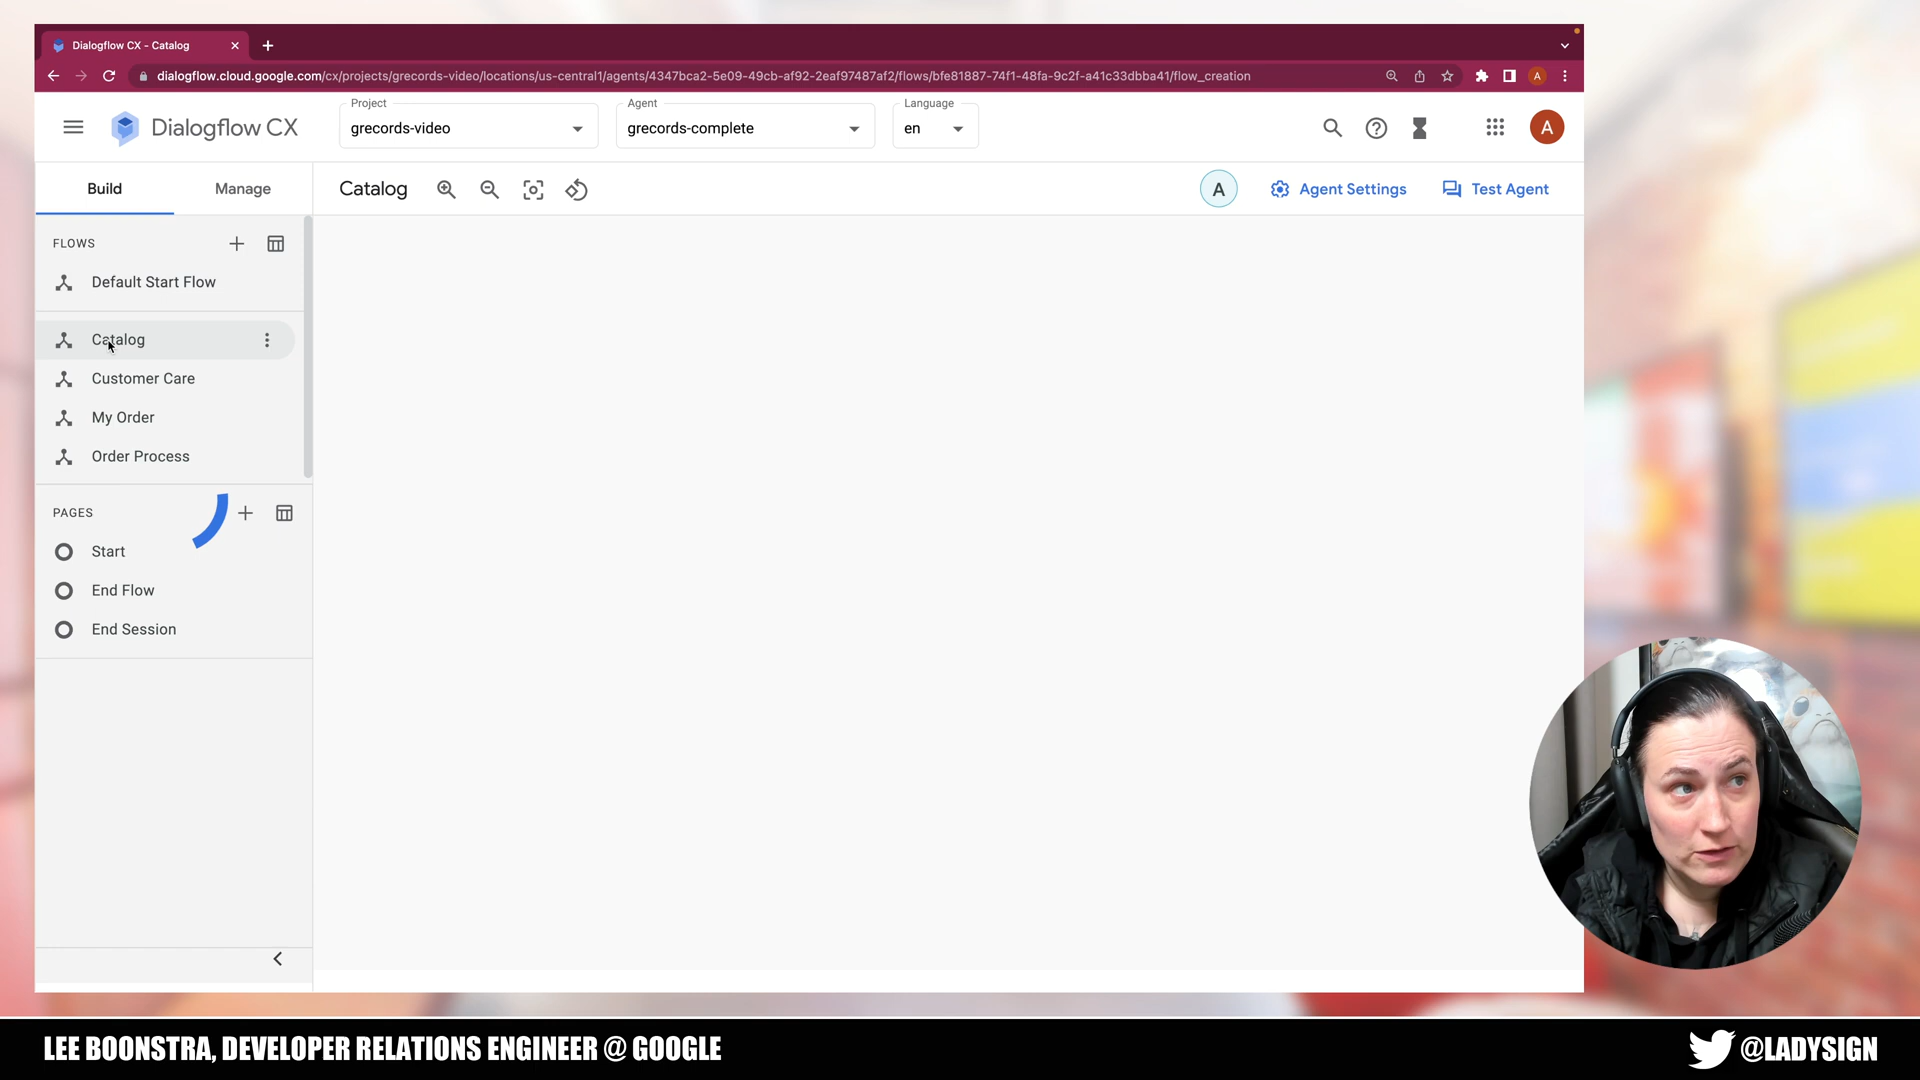 Dialogflow CX - Catalog
dialogflow.cloud.google.com/cx/projects/grecords-video/locations/us-central1/agents/4347bca2-5e09-49cb-af92-2eaf97487af2/flows/bfe81887-74f1-48fa-9c2f-a41c33dbba41/flow_creation
A
Dialogflow CX
Project
grecords-video
Agent
grecords-complete
Language
en
A
Build
Manage
Catalog
A
Agent Settings
Test Agent
FLOWS
Default Start Flow
Catalog
Customer Care
My Order
Order Process
PAGES
Start
End Flow
End Session
LEE BOONSTRA, DEVELOPER RELATIONS ENGINEER @ GOOGLE
@LADYSIGN